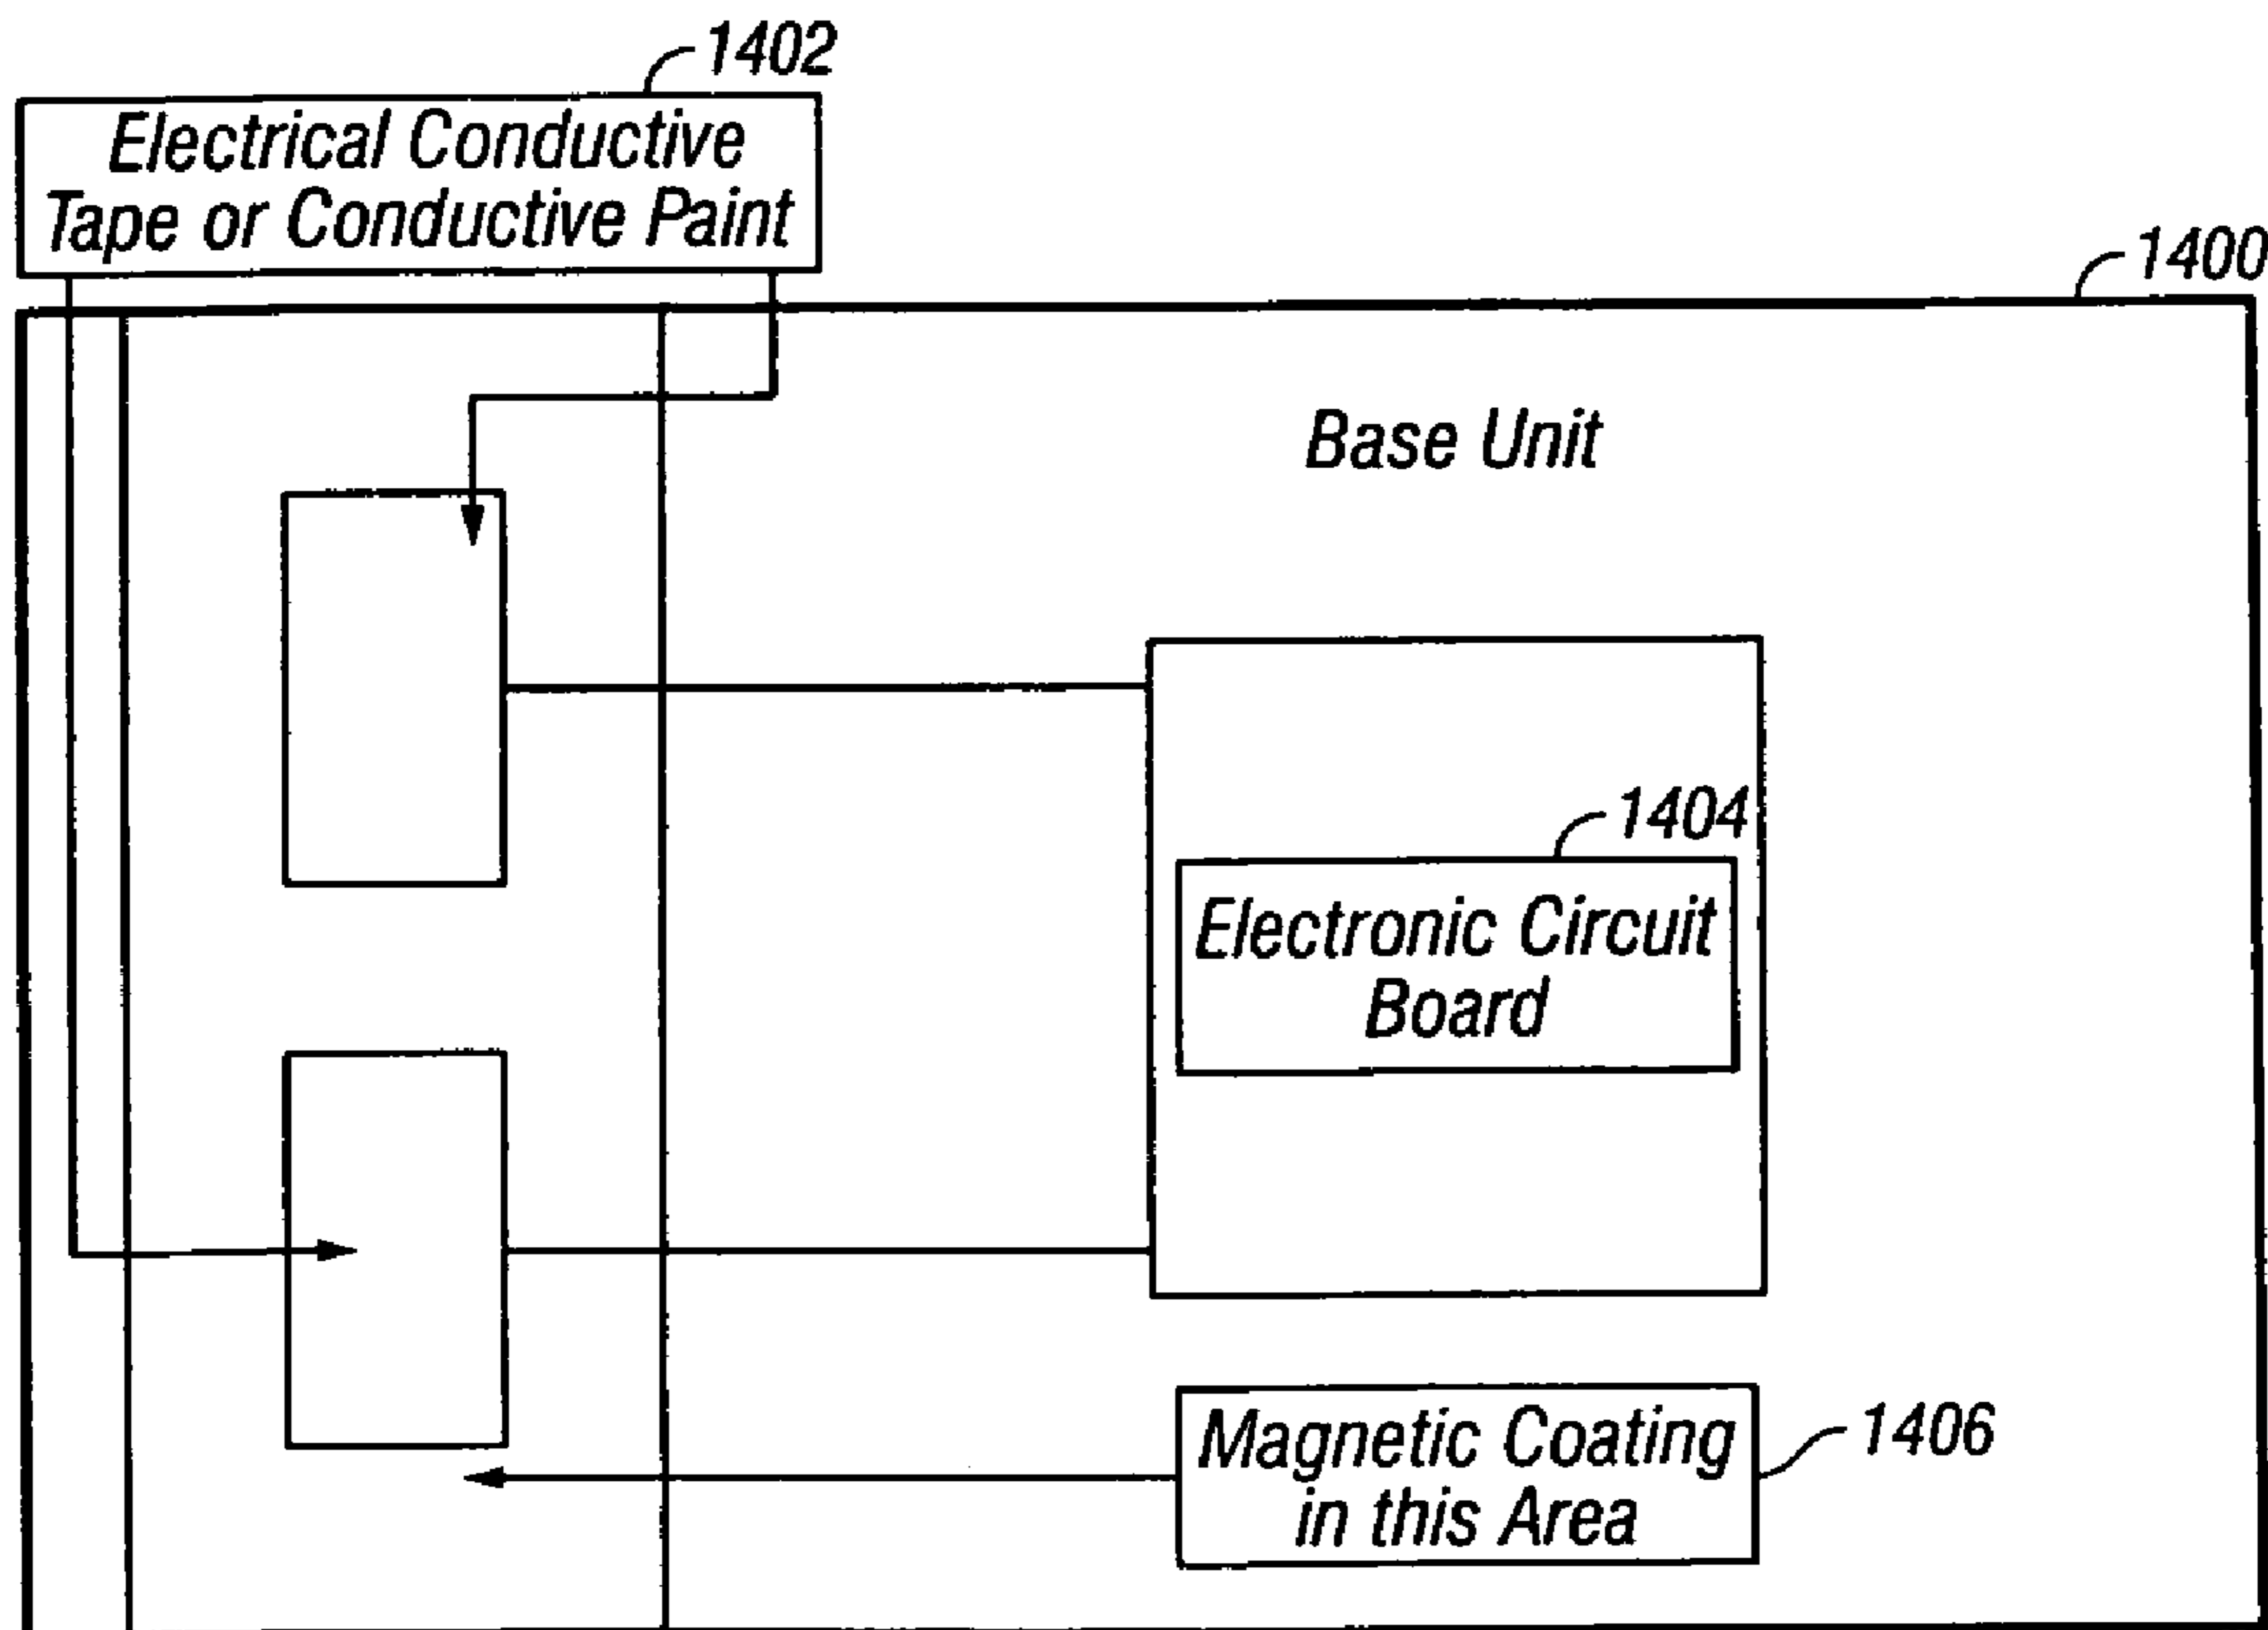 1402
Electrical Conductive
Tape or Conductive Paint
1400
Base Unit
1404
Electronic Circuit
Board
Magnetic Coating
in this Area
1406